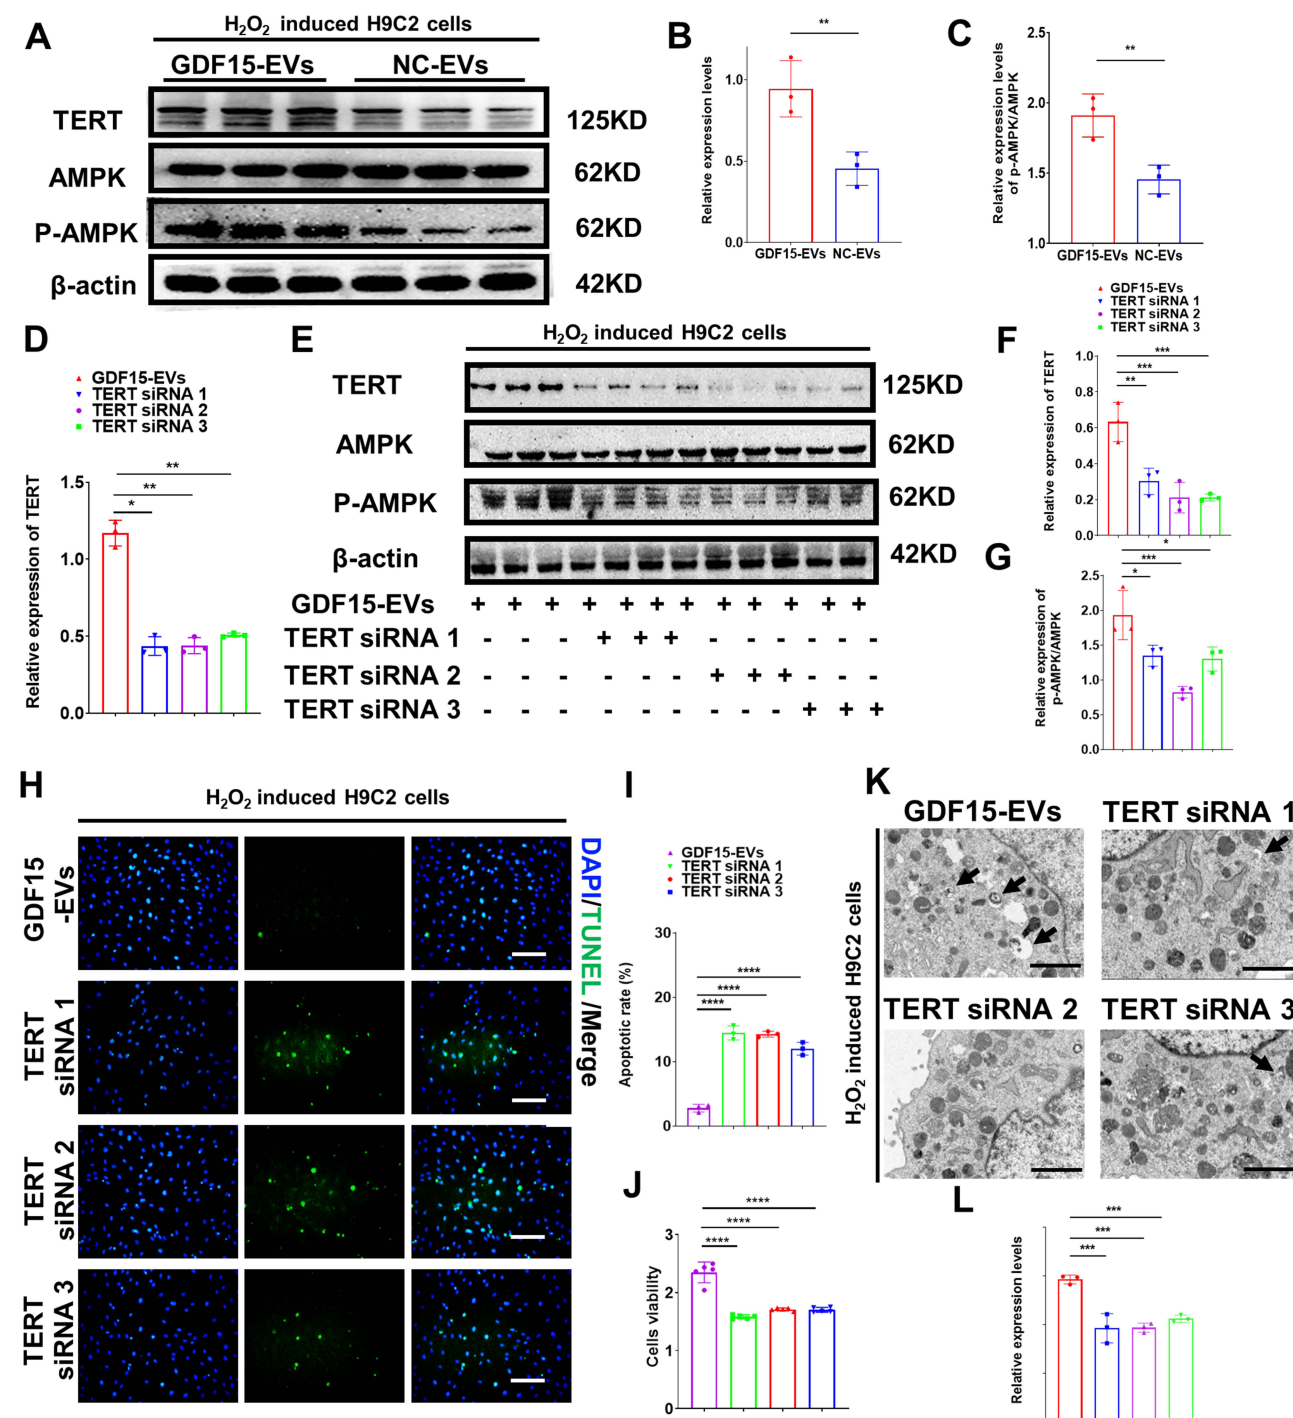 A
H₂O₂ induced H9C2 cells
GDF15-EVs NC-EVs
TERT 125KD
AMPK 62KD
P-AMPK 62KD
β-actin 42KD
B
**
Relative expression levels
1.0
0.5
0.0
GDF15-EVs NC-EVs
C
**
Relative expression levels
of p-AMPK/AMPK
2.5
2.0
1.5
1.0
GDF15-EVs NC-EVs
D
GDF15-EVs
TERT siRNA 1
TERT siRNA 2
TERT siRNA 3
**
**
*
Relative expression of TERT
1.5
1.0
0.5
0.0
E
H₂O₂ induced H9C2 cells
TERT 125KD
AMPK 62KD
P-AMPK 62KD
β-actin 42KD
GDF15-EVs + + + + + + + + + + + +
TERT siRNA 1 - - - + + + - - - - - -
TERT siRNA 2 - - - - - - + + + - - -
TERT siRNA 3 - - - - - - - - - + + +
GDF15-EVs
TERT siRNA 1
TERT siRNA 2
TERT siRNA 3
F
***
***
**
Relative expression of TERT
1.0
0.6
0.4
0.2
0.0
G
*
***
*
Relative expression of
p-AMPK/AMPK
2.5
2.0
1.5
1.0
0.5
0.0
H
H₂O₂ induced H9C2 cells
GDF15
-EVs
TERT
siRNA 1
TERT
siRNA 2
TERT
siRNA 3
DAPI/TUNEL /Merge
I
GDF15-EVs
TERT siRNA 1
TERT siRNA 2
TERT siRNA 3
Apoptotic rate (%)
30
20
10
0
****
****
****
J
****
****
****
Cells viability
3
2
1
0
K
GDF15-EVs TERT siRNA 1
TERT siRNA 2 TERT siRNA 3
H₂O₂ induced H9C2 cells
L
***
***
***
Relative expression levels